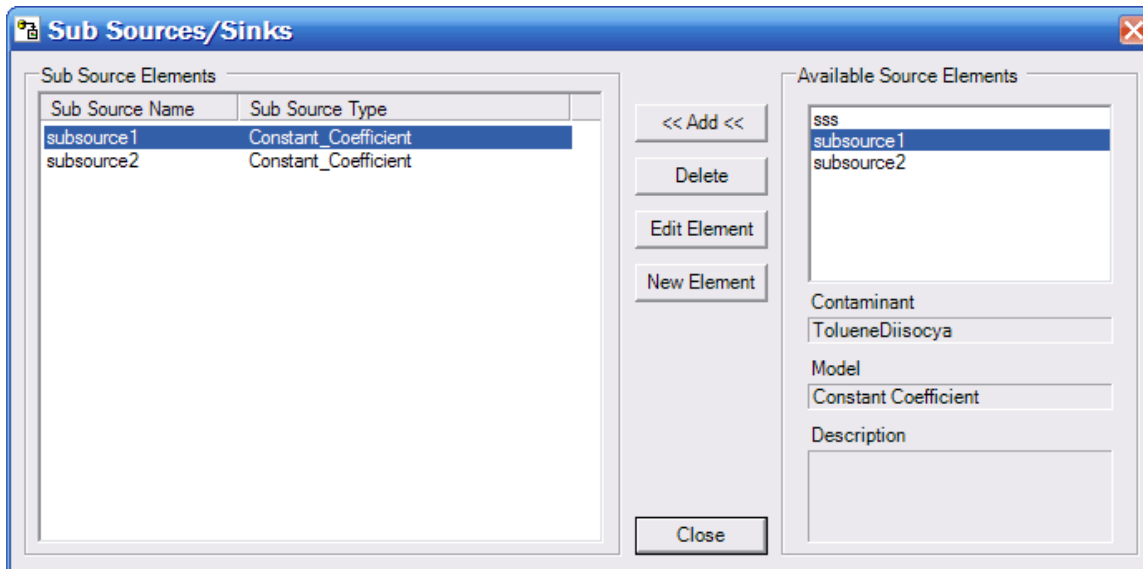 Sub Sources/Sinks
Sub Source Elements
Sub Source Name Sub Source Type
subsource1 Constant_Coefficient
subsource2 Constant_Coefficient
<< Add <<
Delete
Edit Element
New Element
Close
Available Source Elements
sss
subsource1
subsource2
Contaminant
TolueneDiisocya
Model
Constant Coefficient
Description